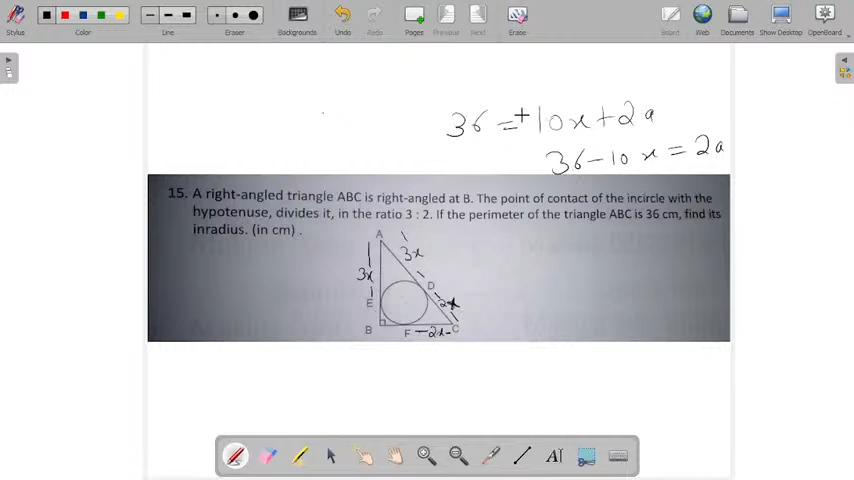 Stylus
Color
Line
Eraser
Backgrounds
Undo
Redo
Pages
Previous
Next
Erase
Board
Web
Documents
Show Desktop
OpenBoard
36 = +10x + 2a
36 - 10x = 2a
15. A right-angled triangle ABC is right-angled at B. The point of contact of the incircle with the
hypotenuse, divides it, in the ratio 3 : 2. If the perimeter of the triangle ABC is 36 cm, find its
inradius. (in cm) .
A
3x
3x
D
E
2x
B
F
2x
C